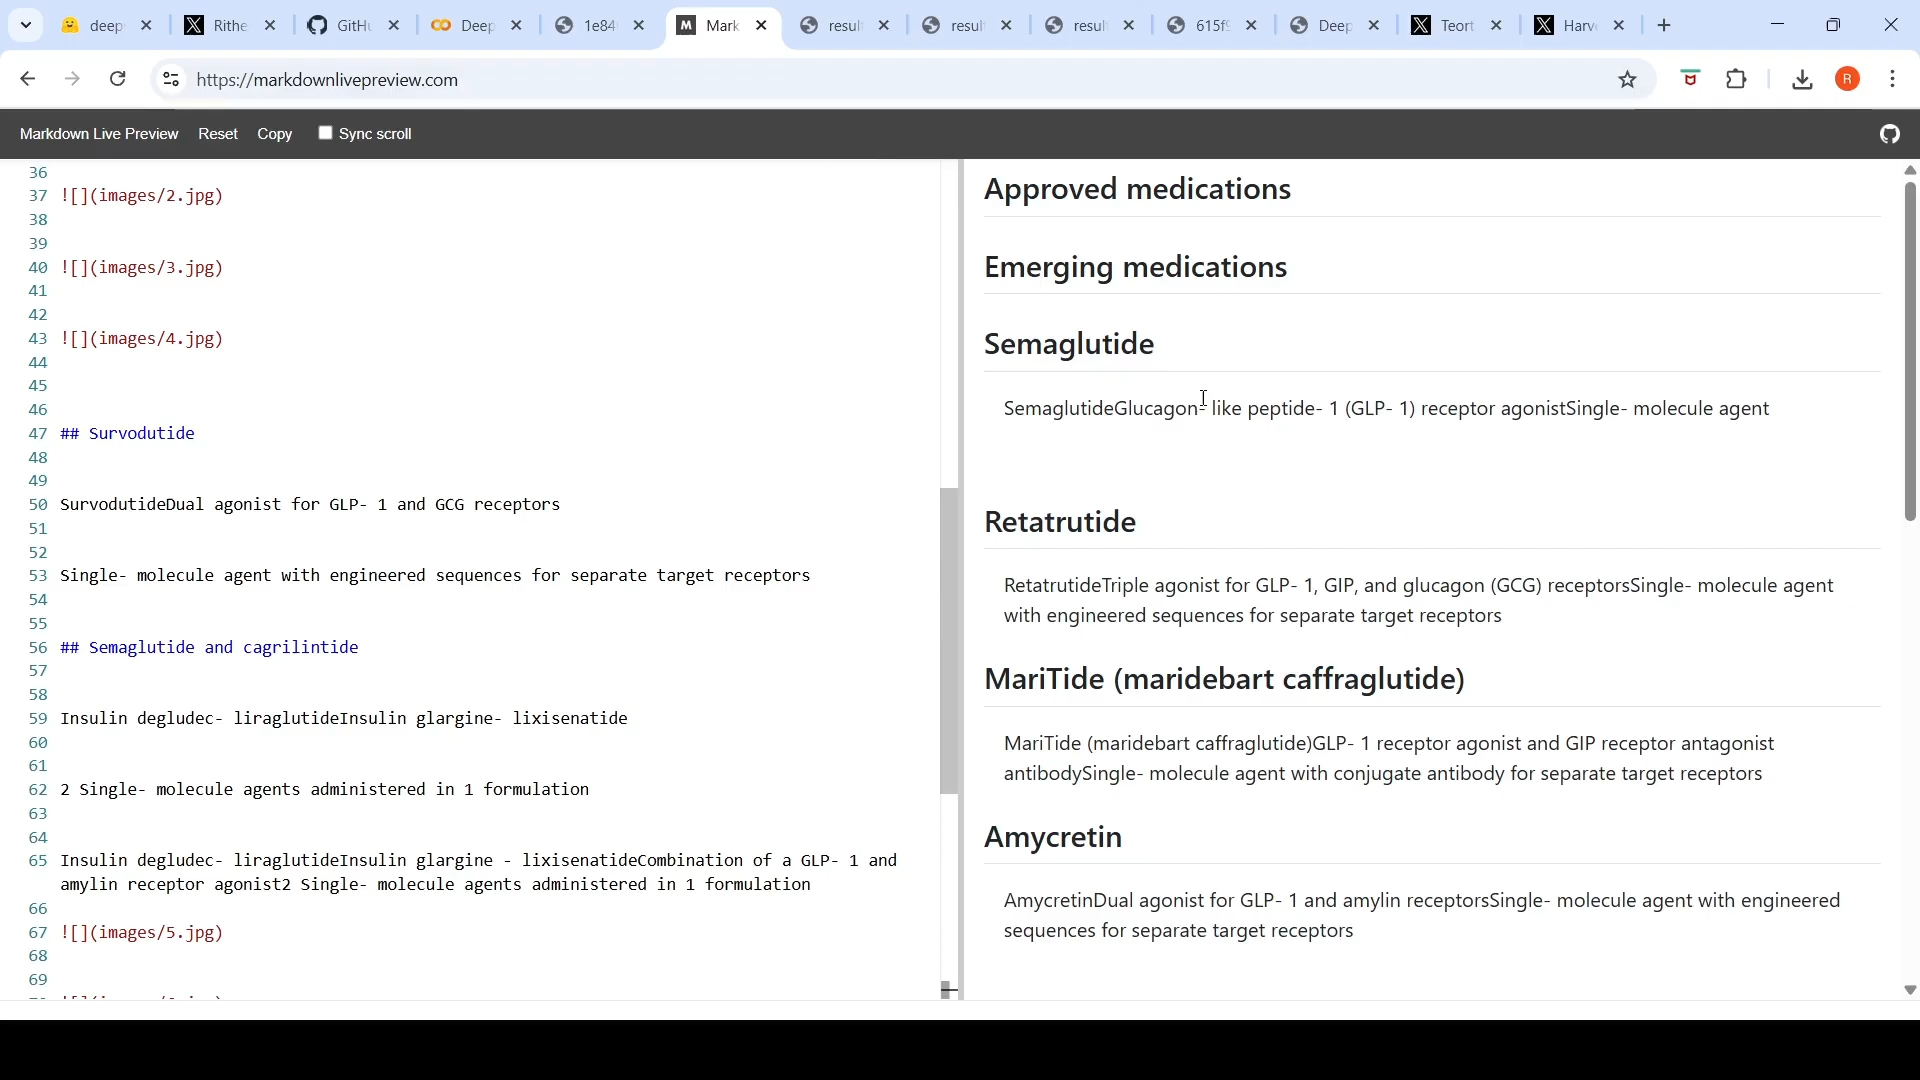 deep
Rithe
GitHu
Deep
1e84
Mark
resul
resul
resul
615f9
Deep
Teort
Harv
https://markdownlivepreview.com
R
Markdown Live Preview Reset Copy Sync scroll
36
37 ![](images/2.jpg)
38
39
40 ![](images/3.jpg)
41
42
43 ![](images/4.jpg)
44
45
46
47 ## Survodutide
48
49
50 SurvodutideDual agonist for GLP- 1 and GCG receptors
51
52
53 Single- molecule agent with engineered sequences for separate target receptors
54
55
56 ## Semaglutide and cagrilintide
57
58
59 Insulin degludec- liraglutideInsulin glargine- lixisenatide
60
61
62 2 Single- molecule agents administered in 1 formulation
63
64
65 Insulin degludec- liraglutideInsulin glargine - lixisenatideCombination of a GLP- 1 and
amylin receptor agonist2 Single- molecule agents administered in 1 formulation
66
67 ![](images/5.jpg)
68
69
Approved medications
Emerging medications
Semaglutide
SemaglutideGlucagon- like peptide- 1 (GLP- 1) receptor agonistSingle- molecule agent
Retatrutide
RetatrutideTriple agonist for GLP- 1, GIP, and glucagon (GCG) receptorsSingle- molecule agent
with engineered sequences for separate target receptors
MariTide (maridebart caffraglutide)
MariTide (maridebart caffraglutide)GLP- 1 receptor agonist and GIP receptor antagonist
antibodySingle- molecule agent with conjugate antibody for separate target receptors
Amycretin
AmycretinDual agonist for GLP- 1 and amylin receptorsSingle- molecule agent with engineered
sequences for separate target receptors